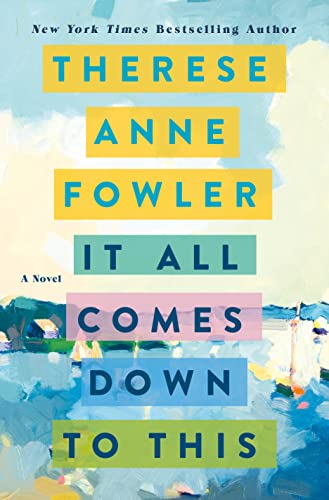 New York Times Bestselling Author
THERESE
ANNE
FOWLER
IT ALL
A Novel
COMES
DOWN
TO THIS